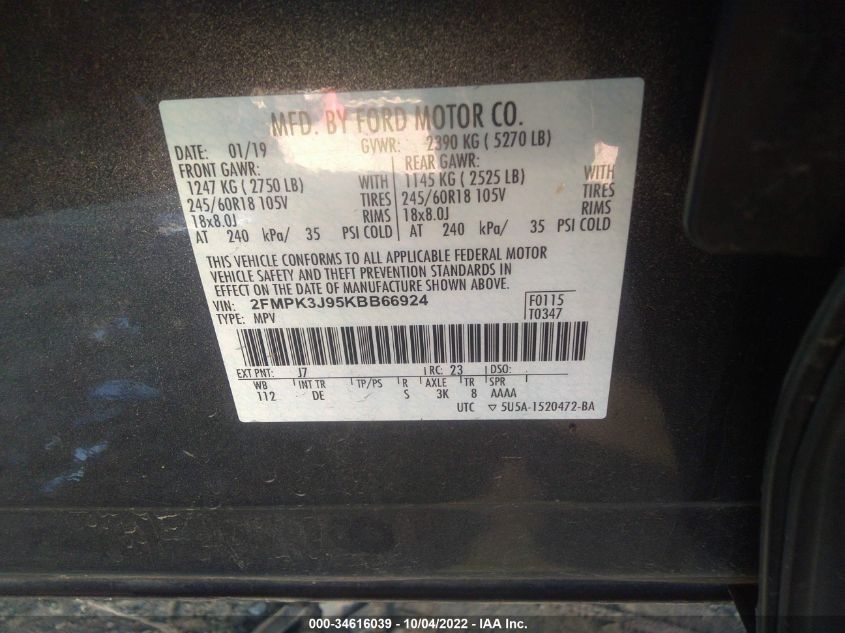 MFD. BY FORD MOTOR CO.
DATE: 01/19 GVWR: 2390 KG ( 5270 LB)
FRONT GAWR: REAR GAWR:
1247 KG ( 2750 LB) WITH 1145 KG ( 2525 LB) WITH
245/60R18 105V TIRES 245/60R18 105V TIRES
18x8.0J RIMS 18x8.0J RIMS
AT 240 kPa/ 35 PSI COLD AT 240 kPa/ 35 PSI COLD
THIS VEHICLE CONFORMS TO ALL APPLICABLE FEDERAL MOTOR
VEHICLE SAFETY AND THEFT PREVENTION STANDARDS IN
EFFECT ON THE DATE OF MANUFACTURE SHOWN ABOVE.
VIN: 2FMPK3J95KBB66924 F0115
TYPE: MPV T0347
EXT PNT: J7 RC: 23 DSO:
WB INT TR TP/PS R AXLE TR SPR
112 DE S 3K 8 AAAA
UTC ▽ 5U5A-1520472-BA
000-34616039 - 10/04/2022 - IAA Inc.